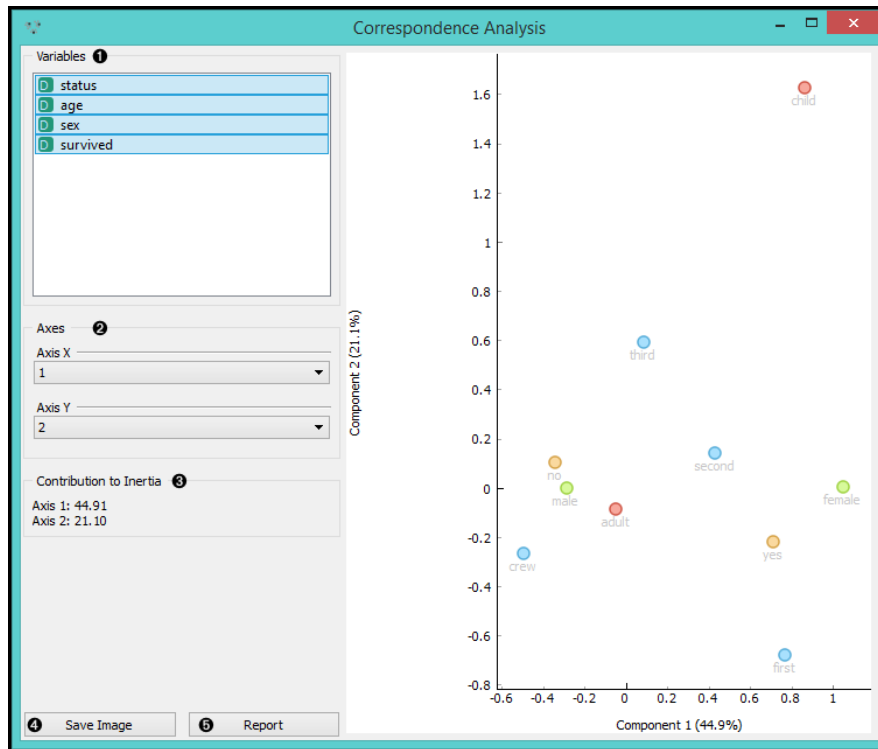 Correspondence Analysis
Variables ❶
D status
D age
D sex
D survived
Axes ❷
Axis X
1
Axis Y
2
Contribution to Inertia ❸
Axis 1: 44.91
Axis 2: 21.10
❹ Save Image
❺ Report
Component 2 (21.1%)
1.6
1.4
1.2
1
0.8
0.6
0.4
0.2
0
-0.2
-0.4
-0.6
-0.8
child
third
second
no
male
female
adult
yes
crew
first
-0.6 -0.4 -0.2 0 0.2 0.4 0.6 0.8 1
Component 1 (44.9%)